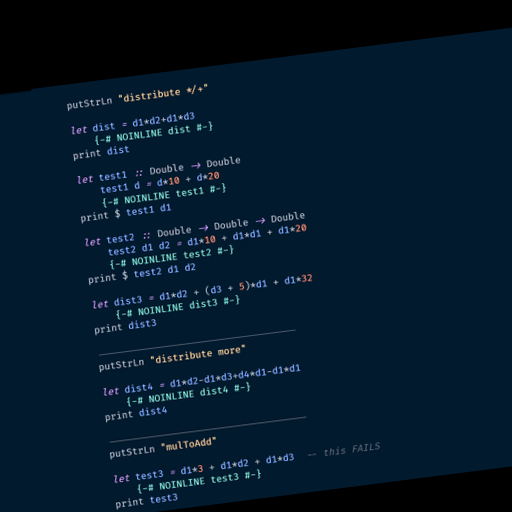 putStrLn "distribute */+"
let dist = d1*d2+d1*d3
{-# NOINLINE dist #-}
print dist
let test1 :: Double -> Double
test1 d = d*10 + d*20
{-# NOINLINE test1 #-}
print $ test1 d1
let test2 :: Double -> Double -> Double
test2 d1 d2 = d1*10 + d1*d1 + d1*20
{-# NOINLINE test2 #-}
print $ test2 d1 d2
let dist3 = d1*d2 + (d3 + 5)*d1 + d1*32
{-# NOINLINE dist3 #-}
print dist3
putStrLn "distribute more"
let dist4 = d1*d2-d1*d3+d4*d1-d1*d1
{-# NOINLINE dist4 #-}
print dist4
putStrLn "mulToAdd"
let test3 = d1*3 + d1*d2 + d1*d3 -- this FAILS
{-# NOINLINE test3 #-}
print test3